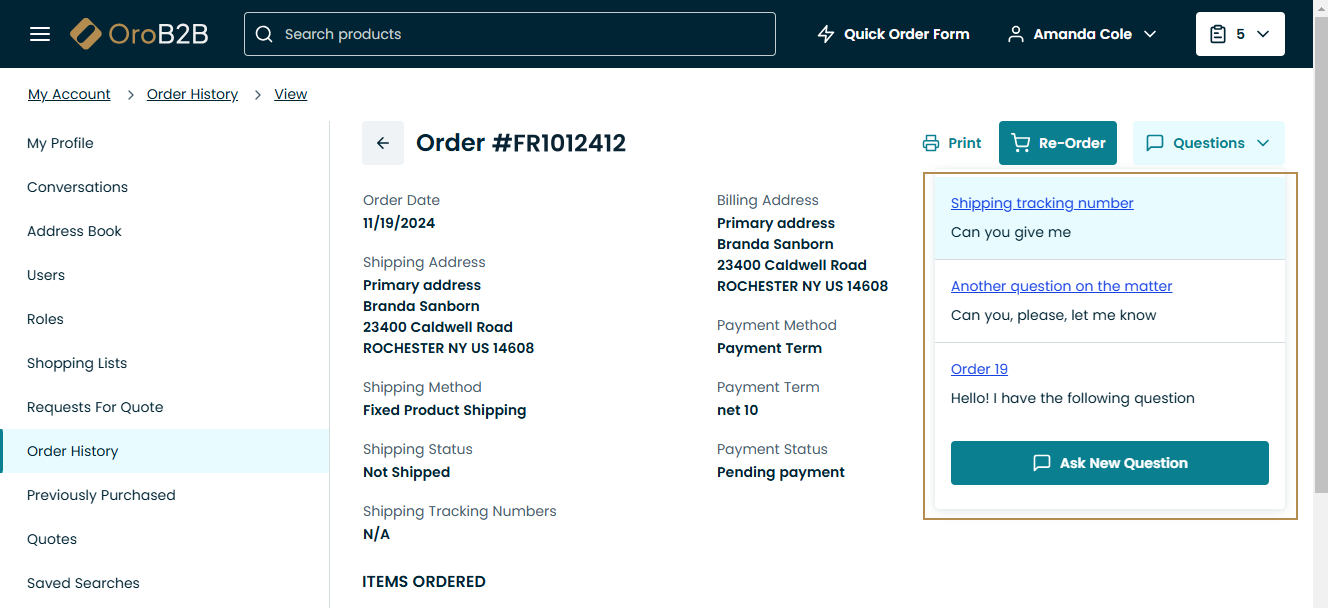 OroB2B
Search products
Quick Order Form
Amanda Cole
5
My Account > Order History > View
My Profile
Conversations
Address Book
Users
Roles
Shopping Lists
Requests For Quote
Order History
Previously Purchased
Quotes
Saved Searches
Order #FR1012412
Print
Re-Order
Questions
Order Date
11/19/2024
Shipping Address
Primary address
Branda Sanborn
23400 Caldwell Road
ROCHESTER NY US 14608
Shipping Method
Fixed Product Shipping
Shipping Status
Not Shipped
Shipping Tracking Numbers
N/A
Billing Address
Primary address
Branda Sanborn
23400 Caldwell Road
ROCHESTER NY US 14608
Payment Method
Payment Term
Payment Term
net 10
Payment Status
Pending payment
Shipping tracking number
Can you give me
Another question on the matter
Can you, please, let me know
Order 19
Hello! I have the following question
Ask New Question
ITEMS ORDERED